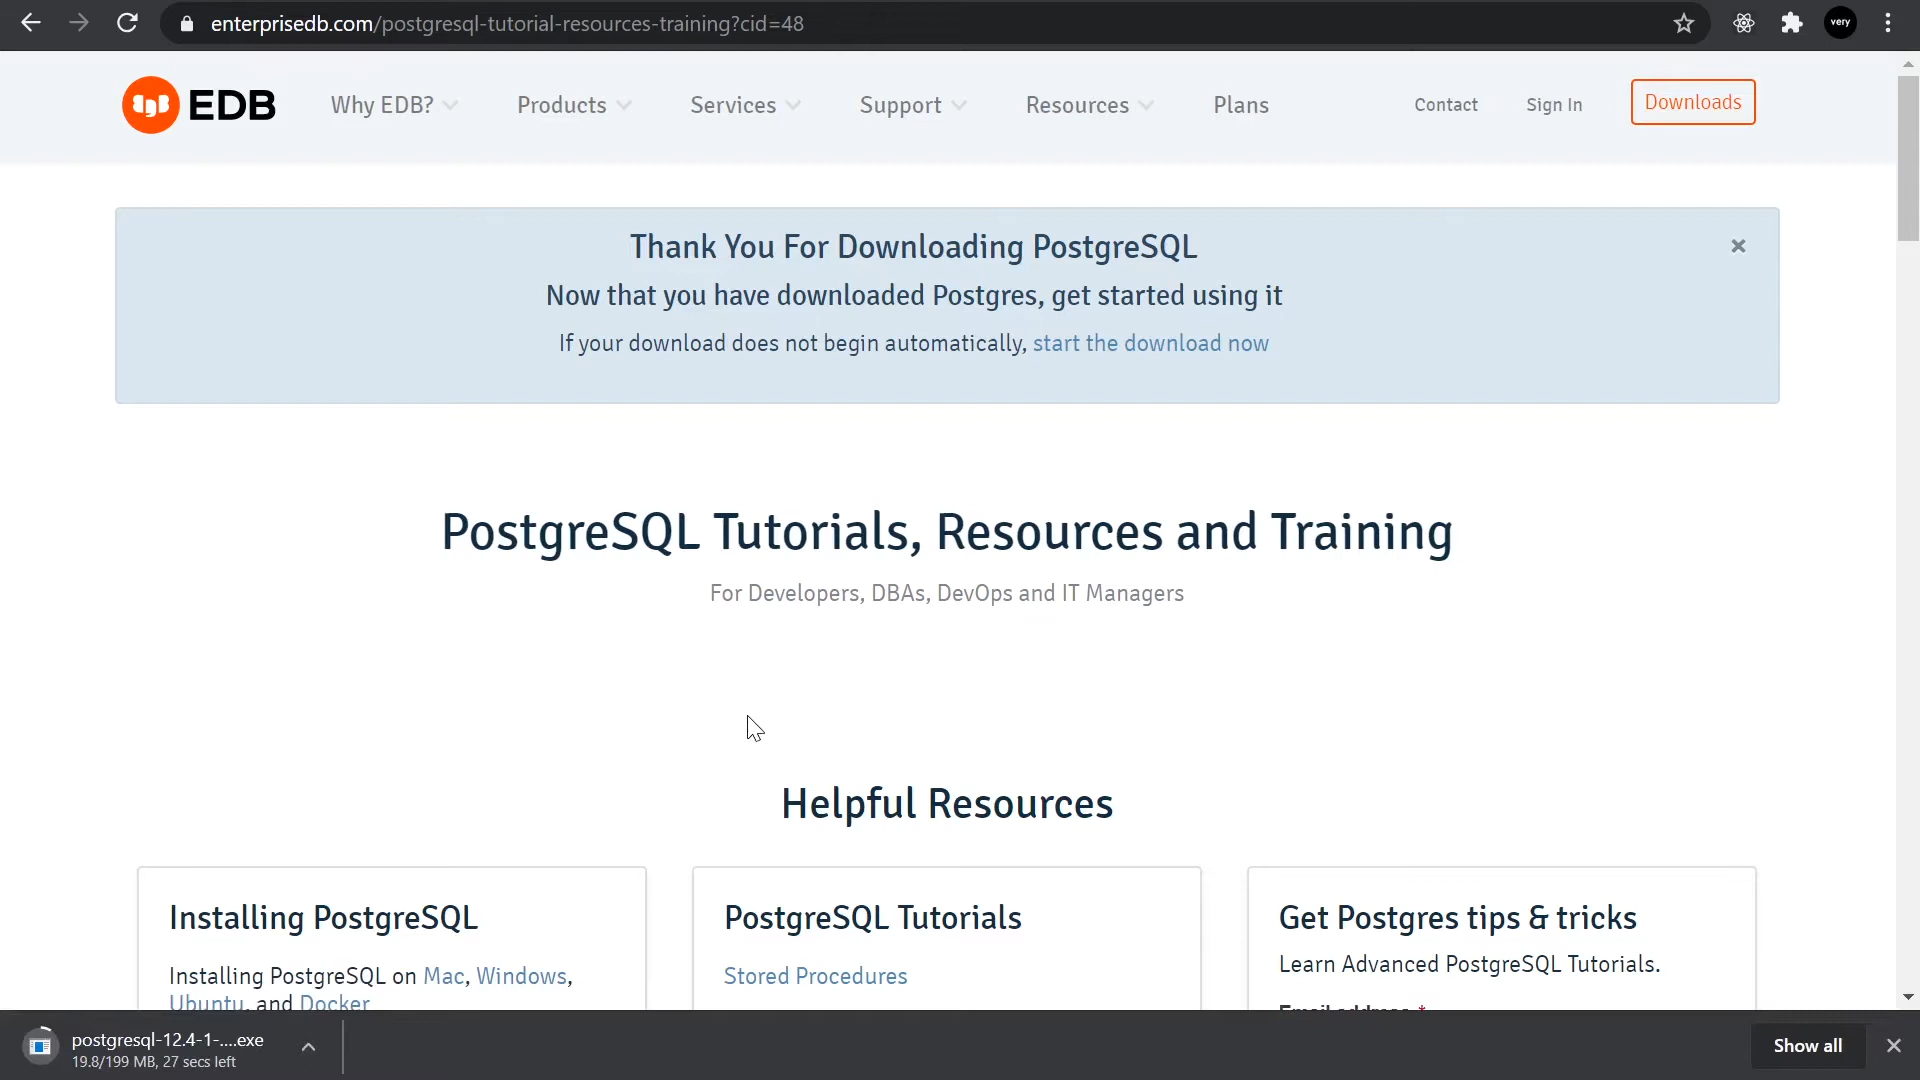 enterprisedb.com/postgresql-tutorial-resources-training?cid=48
very
EDB
Why EDB?
Products
Services
Support
Resources
Plans
Contact
Sign In
Downloads
Thank You For Downloading PostgreSQL
×
Now that you have downloaded Postgres, get started using it
If your download does not begin automatically, start the download now
PostgreSQL Tutorials, Resources and Training
For Developers, DBAs, DevOps and IT Managers
Helpful Resources
Installing PostgreSQL
Installing PostgreSQL on Mac, Windows,
Ubuntu, and Docker
PostgreSQL Tutorials
Stored Procedures
Get Postgres tips & tricks
Learn Advanced PostgreSQL Tutorials.
Email address *
postgresql-12.4-1-....exe
19.8/199 MB, 27 secs left
Show all